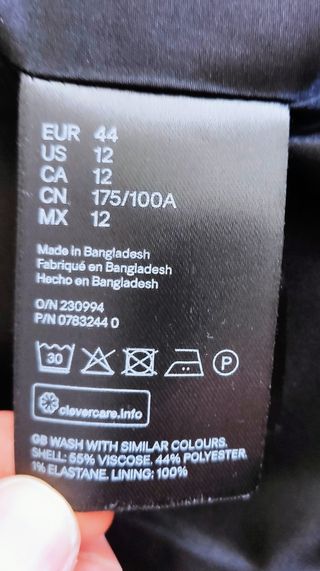 EUR 44
US 12
CA 12
CN 175/100A
MX 12
Made in Bangladesh
Fabriqué en Bangladesh
Hecho en Bangladesh
O/N 230994
P/N 0783244 0
30
P
clevercare.info
GB WASH WITH SIMILAR COLOURS.
SHELL: 55% VISCOSE. 44% POLYESTER.
1% ELASTANE. LINING: 100%